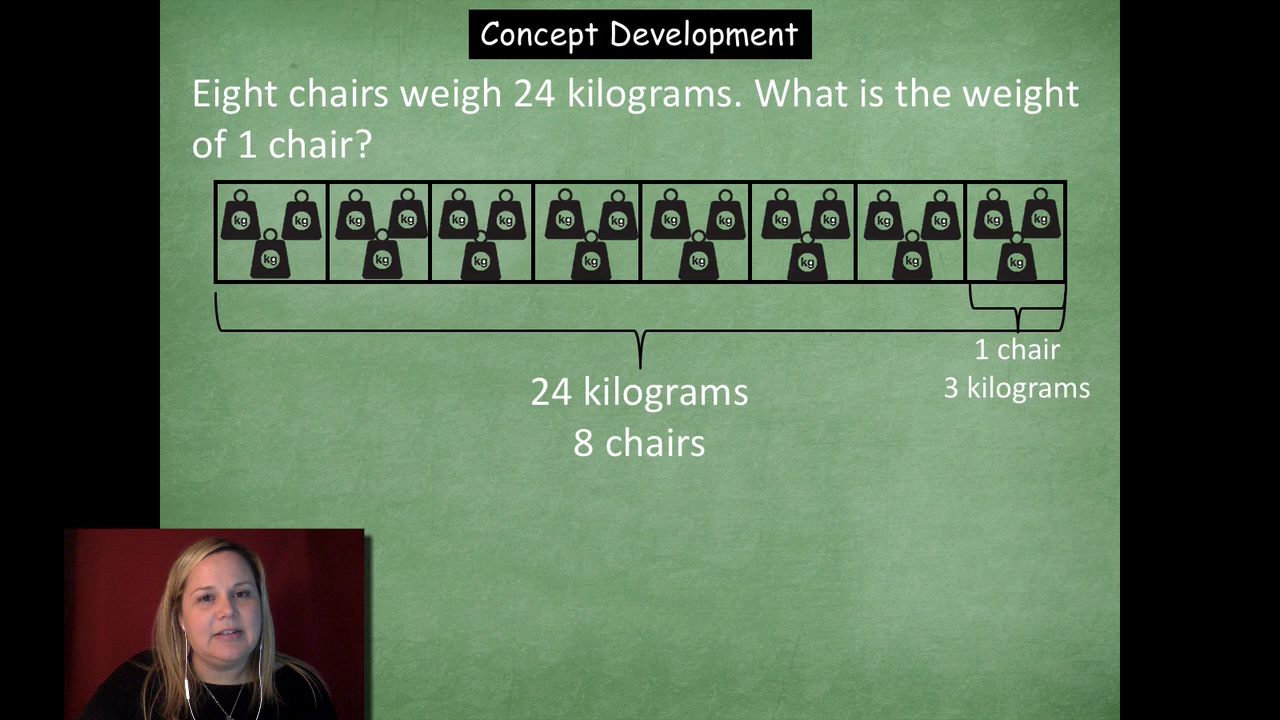 Concept Development
Eight chairs weigh 24 kilograms. What is the weight
of 1 chair?
kg kg kg kg kg kg kg kg kg kg kg kg kg kg kg kg
kg kg kg kg kg kg kg kg
1 chair
3 kilograms
24 kilograms
8 chairs